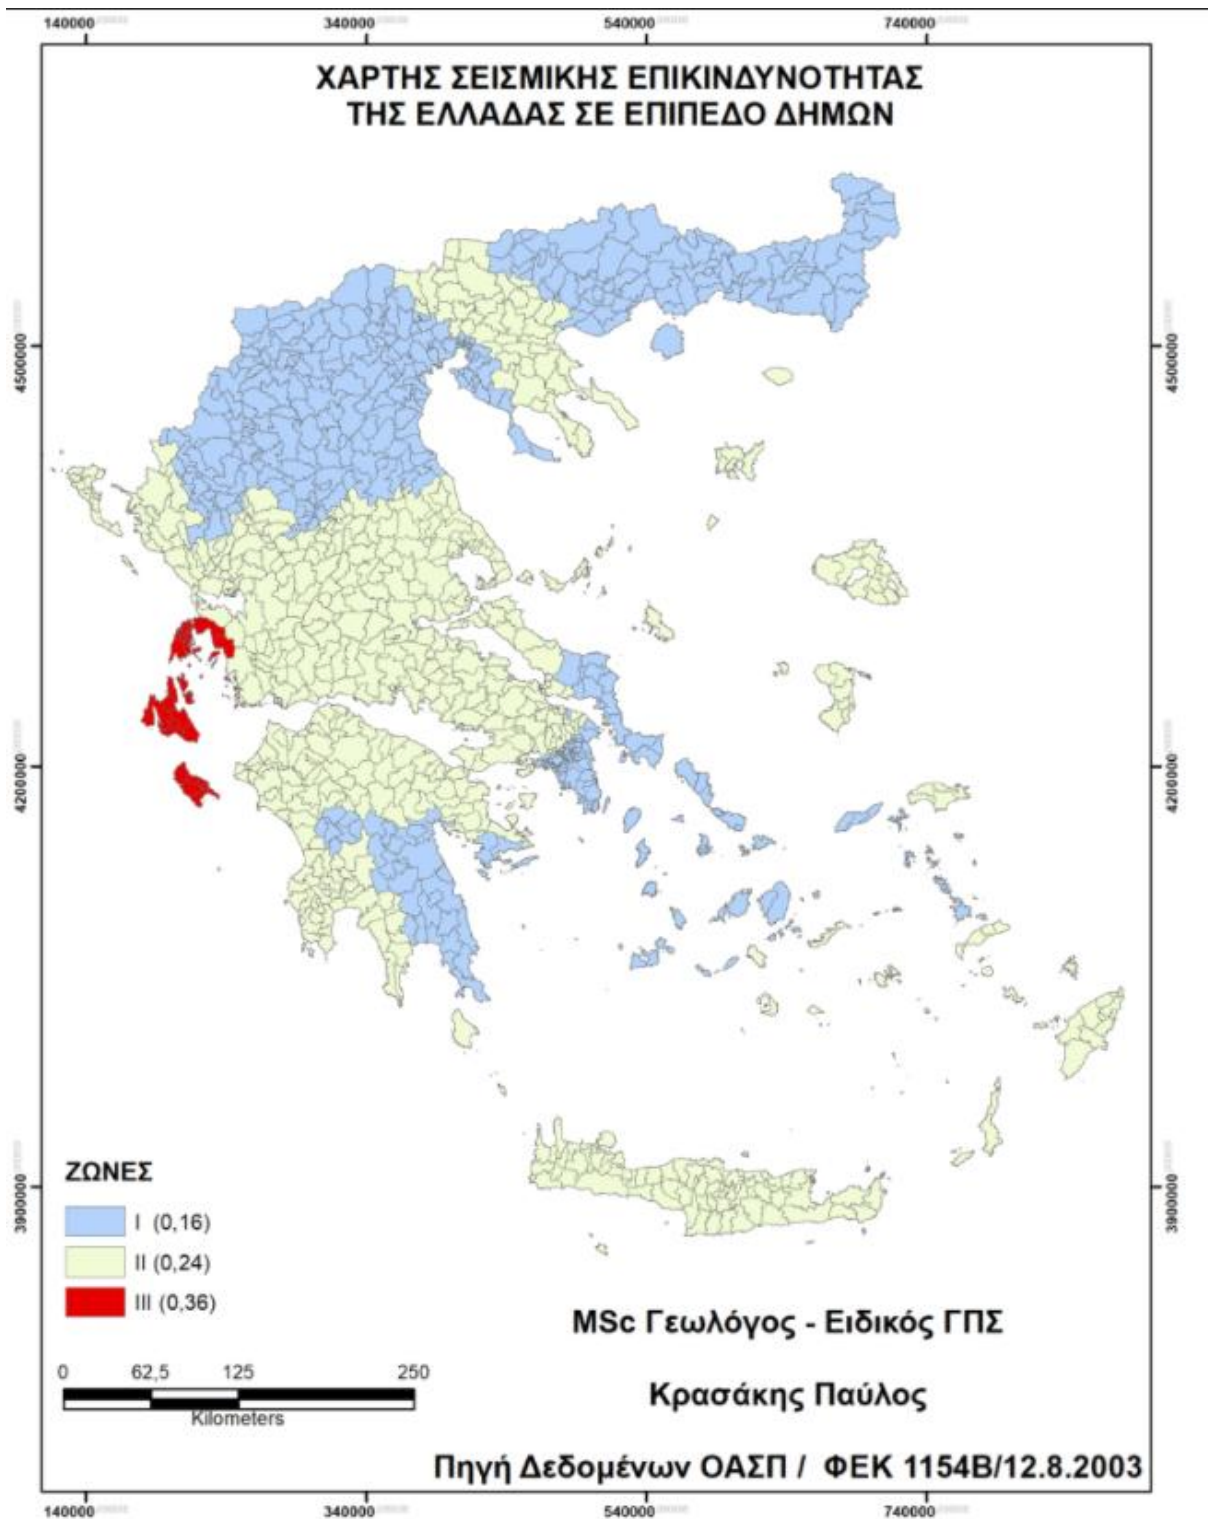 140000 340000 540000 740000
ΧΑΡΤΗΣ ΣΕΙΣΜΙΚΗΣ ΕΠΙΚΙΝΔΥΝΟΤΗΤΑΣ
ΤΗΣ ΕΛΛΑΔΑΣ ΣΕ ΕΠΙΠΕΔΟ ΔΗΜΩΝ
4500000 4500000
4200000 4200000
3900000 3900000
ΖΩΝΕΣ
I (0,16)
II (0,24)
III (0,36)
MSc Γεωλόγος - Ειδικός ΓΠΣ
0 62,5 125 250
Kilometers
Κρασάκης Παύλος
Πηγή Δεδομένων ΟΑΣΠ / ΦΕΚ 1154Β/12.8.2003
140000 340000 540000 740000